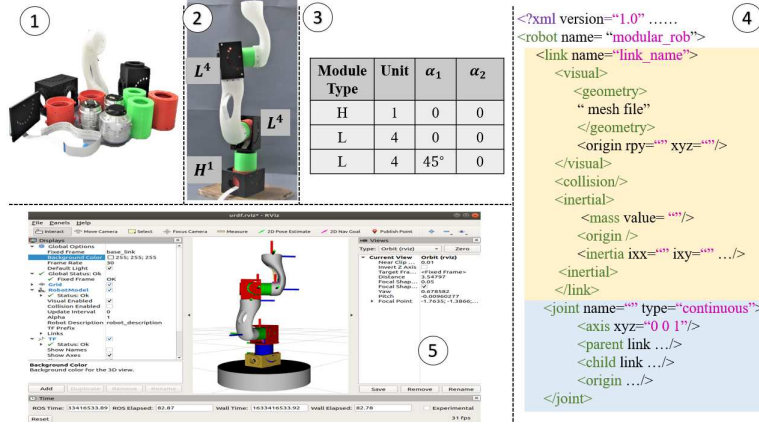 1
2
3
4
L⁴
L⁴
H¹
Module Type Unit α₁ α₂
H 1 0 0
L 4 0 0
L 4 45° 0
<?xml version=“1.0” ……
<robot name= “modular_rob”>
<link name=“link_name”>
<visual>
<geometry>
“ mesh file”
</geometry>
<origin rpy=“” xyz=“”/>
</visual>
<collision/>
<inertial>
<mass value= “”/>
<origin />
<inertia ixx=“” ixy=“” …/>
<inertial>
</link>
<joint name=“” type=“continuous”>
<axis xyz=“0 0 1”/>
<parent link …/>
<child link …/>
<origin …/>
</joint>
urdf.rviz* - RViz
File Panels Help
Interact Move Camera Select Focus Camera Measure 2D Pose Estimate 2D Nav Goal Publish Point
Displays
Global Options
Fixed Frame base_link
Background Color 255; 255; 255
Frame Rate 30
Default Light
Global Status: Ok
Fixed Frame OK
Grid
RobotModel
Status: Ok
Visual Enabled
Collision Enabled
Update Interval 0
Alpha 1
Robot Description robot_description
TF Prefix
Links
TF
Status: Ok
Show Names
Show Axes
Background Color
Background color for the 3D view.
Add Duplicate Remove Rename
Views
Type: Orbit (rviz) Zero
Current View Orbit (rviz)
Near Clip ... 0.01
Invert Z Axis
Target Fra... <Fixed Frame>
Distance 3.54797
Focal Shap... 0.05
Focal Shap...
Yaw 0.678582
Pitch -0.00960277
Focal Point -1.7635; -1.3866;...
5
Save Remove Rename
Time
ROS Time: 33416533.89 ROS Elapsed: 82.87 Wall Time: 1633416533.92 Wall Elapsed: 82.78 Experimental
Reset 31 fps